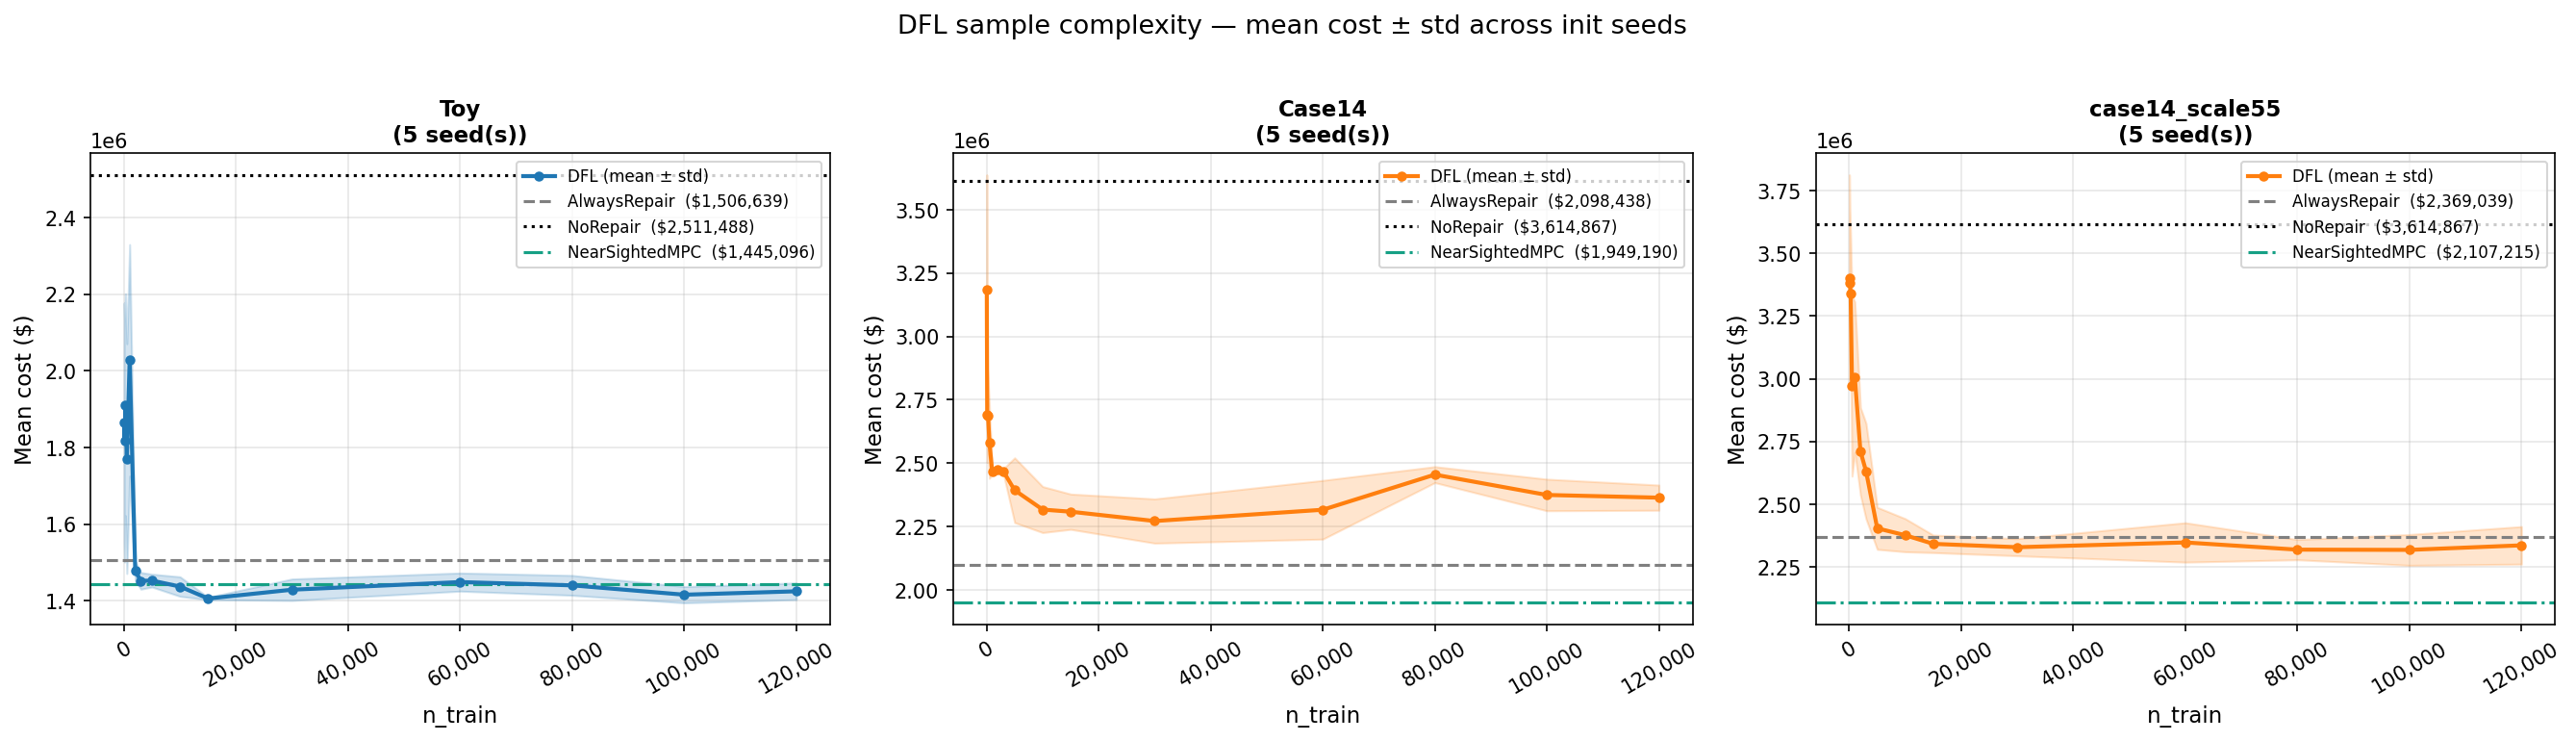 DFL sample complexity — mean cost ± std across init seeds
Toy
(5 seed(s))
1e6
Mean cost ($)
2.4
2.2
2.0
1.8
1.6
1.4
DFL (mean ± std)
AlwaysRepair ($1,506,639)
NoRepair ($2,511,488)
NearSightedMPC ($1,445,096)
0
20,000
40,000
60,000
80,000
100,000
120,000
n_train
Case14
(5 seed(s))
1e6
Mean cost ($)
3.50
3.25
3.00
2.75
2.50
2.25
2.00
DFL (mean ± std)
AlwaysRepair ($2,098,438)
NoRepair ($3,614,867)
NearSightedMPC ($1,949,190)
0
20,000
40,000
60,000
80,000
100,000
120,000
n_train
case14_scale55
(5 seed(s))
1e6
Mean cost ($)
3.75
3.50
3.25
3.00
2.75
2.50
2.25
DFL (mean ± std)
AlwaysRepair ($2,369,039)
NoRepair ($3,614,867)
NearSightedMPC ($2,107,215)
0
20,000
40,000
60,000
80,000
100,000
120,000
n_train